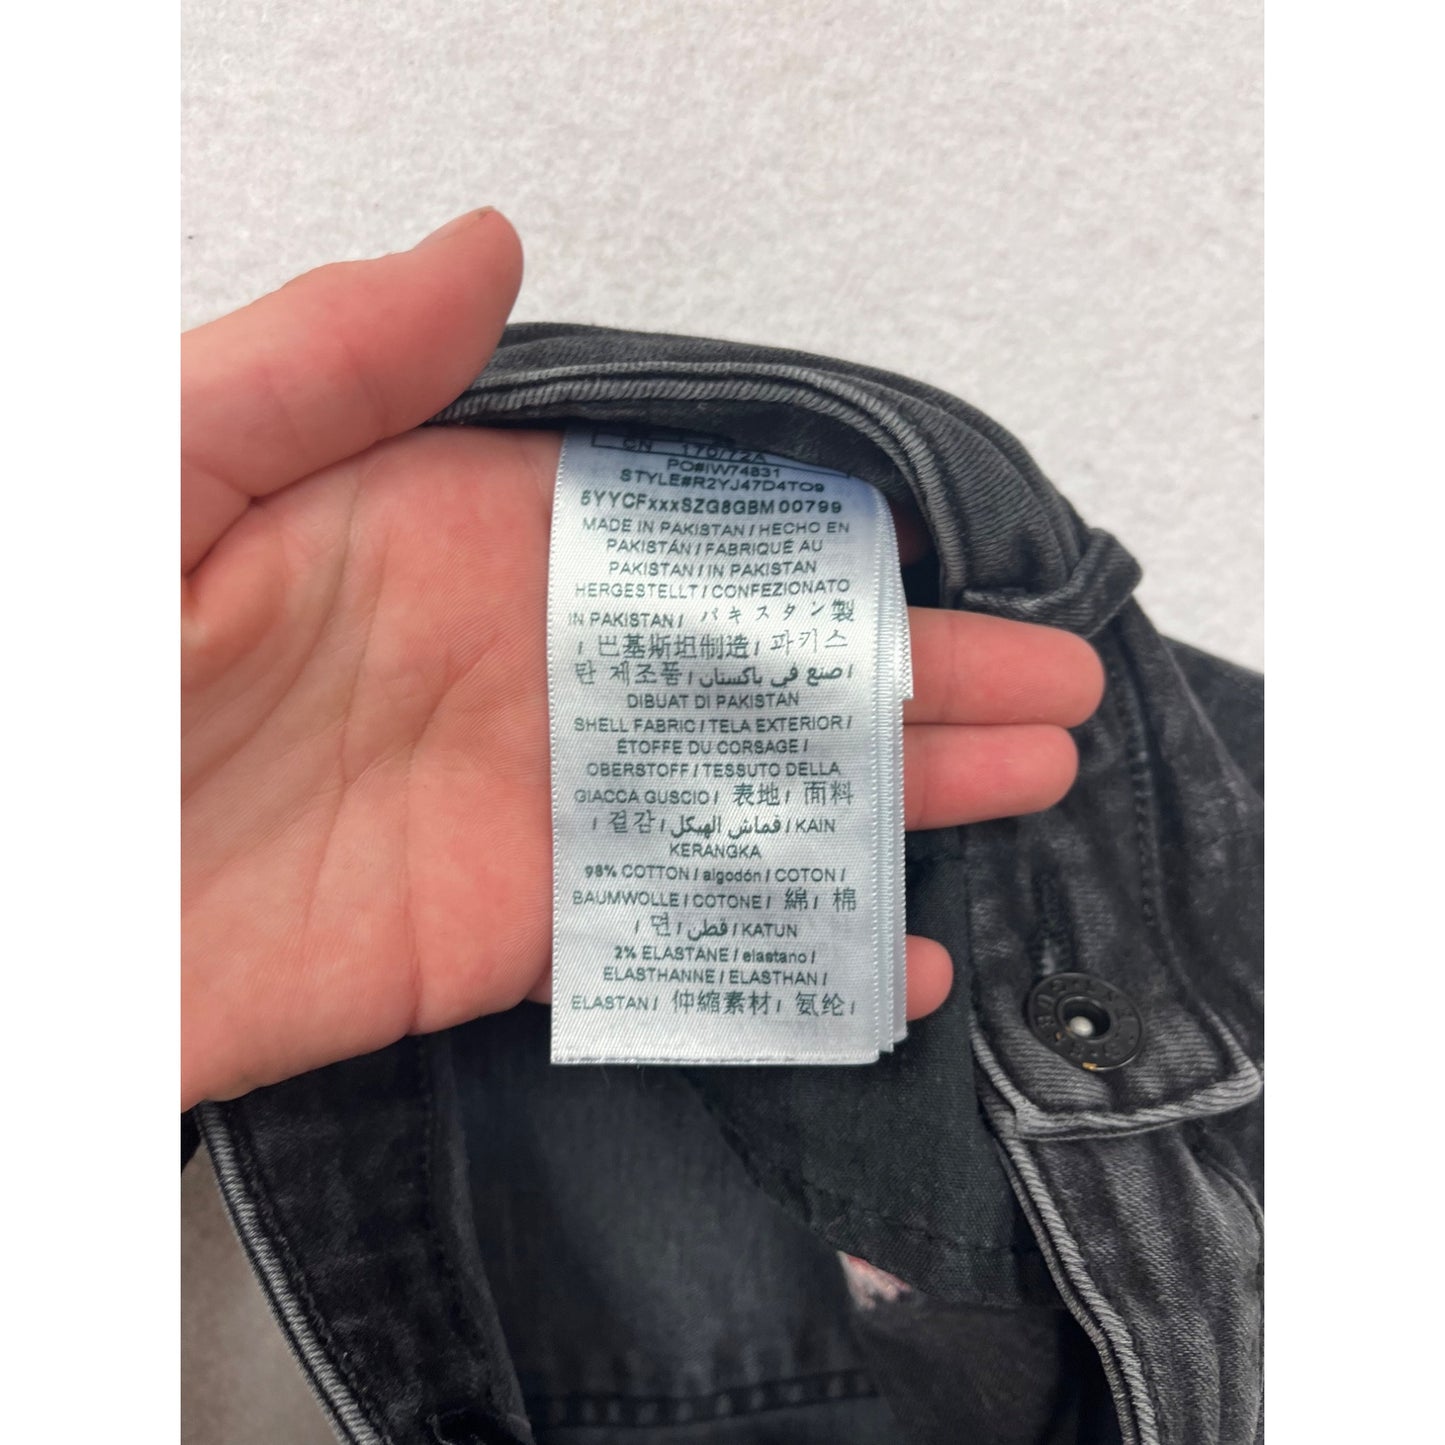 CN 170/72A
PO#IW74831
STYLE#R2YJ47D4TO9
5YYCFxxxSZG8GBM00799
MADE IN PAKISTAN / HECHO EN
PAKISTÁN / FABRIQUÉ AU
PAKISTAN / IN PAKISTAN
HERGESTELLT / CONFEZIONATO
IN PAKISTAN / パキスタン製
/ 巴基斯坦制造 / 파키스
탄 제조품 / صنع في باكستان /
DIBUAT DI PAKISTAN
SHELL FABRIC / TELA EXTERIOR /
ÉTOFFE DU CORSAGE /
OBERSTOFF / TESSUTO DELLA
GIACCA GUSCIO / 表地 / 面料
/ 겉감 / قماش الهيكل / KAIN
KERANGKA
98% COTTON / algodón / COTON /
BAUMWOLLE / COTONE / 綿 / 棉
/ 면 / قطن / KATUN
2% ELASTANE / elastano /
ELASTHANNE / ELASTHAN /
ELASTAN / 伸縮素材 / 氨纶 /